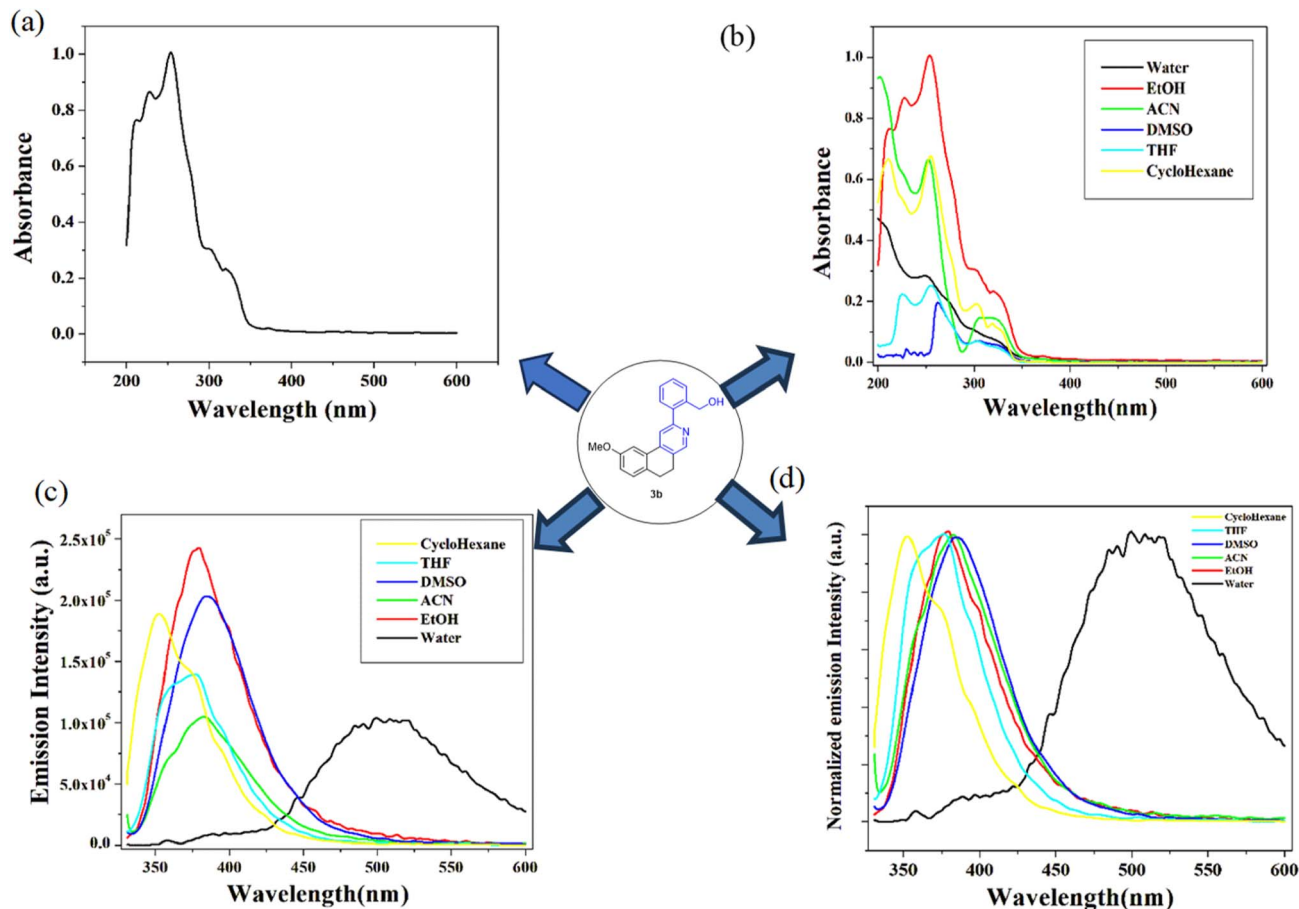 (a)
1.0
0.8
0.6
0.4
0.2
0.0
Absorbance
200 300 400 500 600
Wavelength (nm)
(b)
1.0
0.8
0.6
0.4
0.2
0.0
Absorbance
200 300 400 500 600
Wavelength (nm)
Water
EtOH
ACN
DMSO
THF
CycloHexane
OH
N
MeO
3b
(c)
2.5x10⁵
2.0x10⁵
1.5x10⁵
1.0x10⁵
5.0x10⁴
0.0
Emission Intensity (a.u.)
350 400 450 500 550 600
Wavelength(nm)
CycloHexane
THF
DMSO
ACN
EtOH
Water
(d)
Normalized emission Intensity (a.u.)
350 400 450 500 550 600
Wavelength(nm)
CycloHexane
THF
DMSO
ACN
EtOH
Water